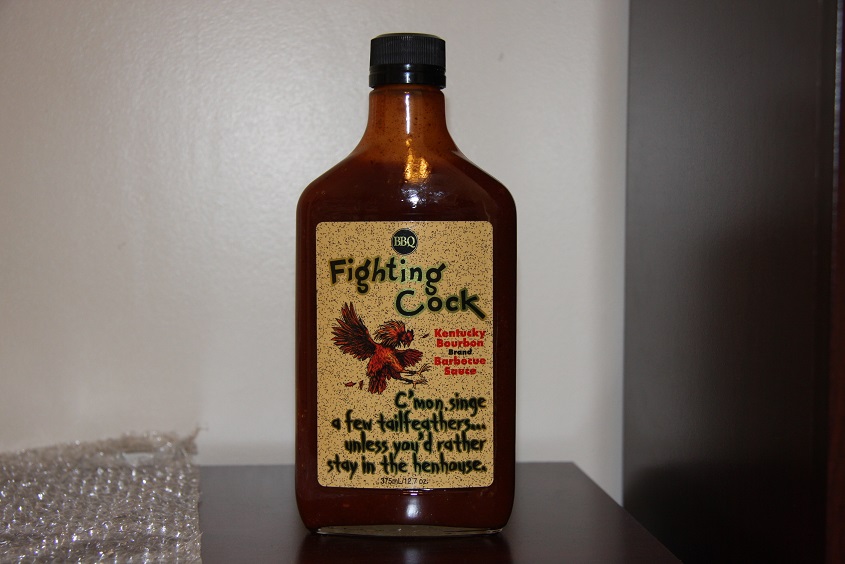 BBQ
Fighting
Cock
Kentucky
Bourbon
Brand
Barbecue
Sauce
C'mon, singe
a few tailfeathers...
unless you'd rather
stay in the henhouse.
375mL/12.7 oz.